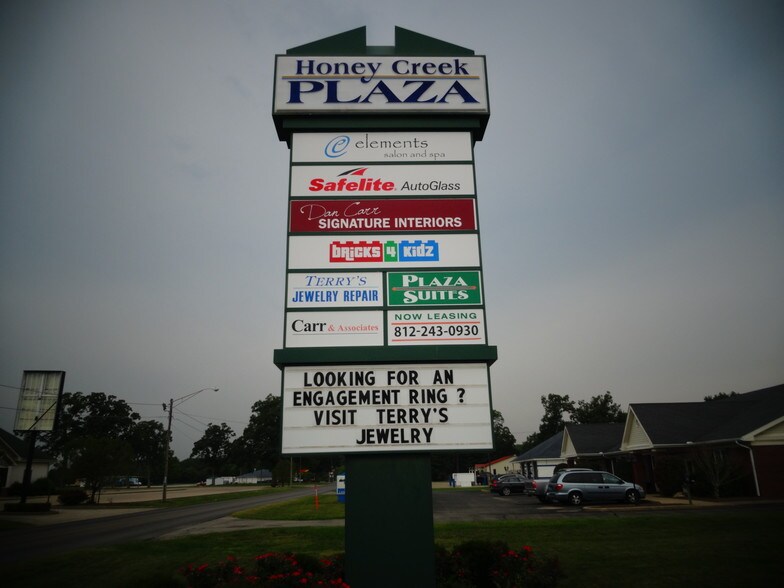 Honey Creek
PLAZA
e elements
salon and spa
Safelite AutoGlass
Dan Carr
SIGNATURE INTERIORS
BRICKS 4 KIDZ
TERRY'S
JEWELRY REPAIR
PLAZA
SUITES
Carr & Associates
NOW LEASING
812-243-0930
LOOKING FOR AN
ENGAGEMENT RING ?
VISIT TERRY'S
JEWELRY